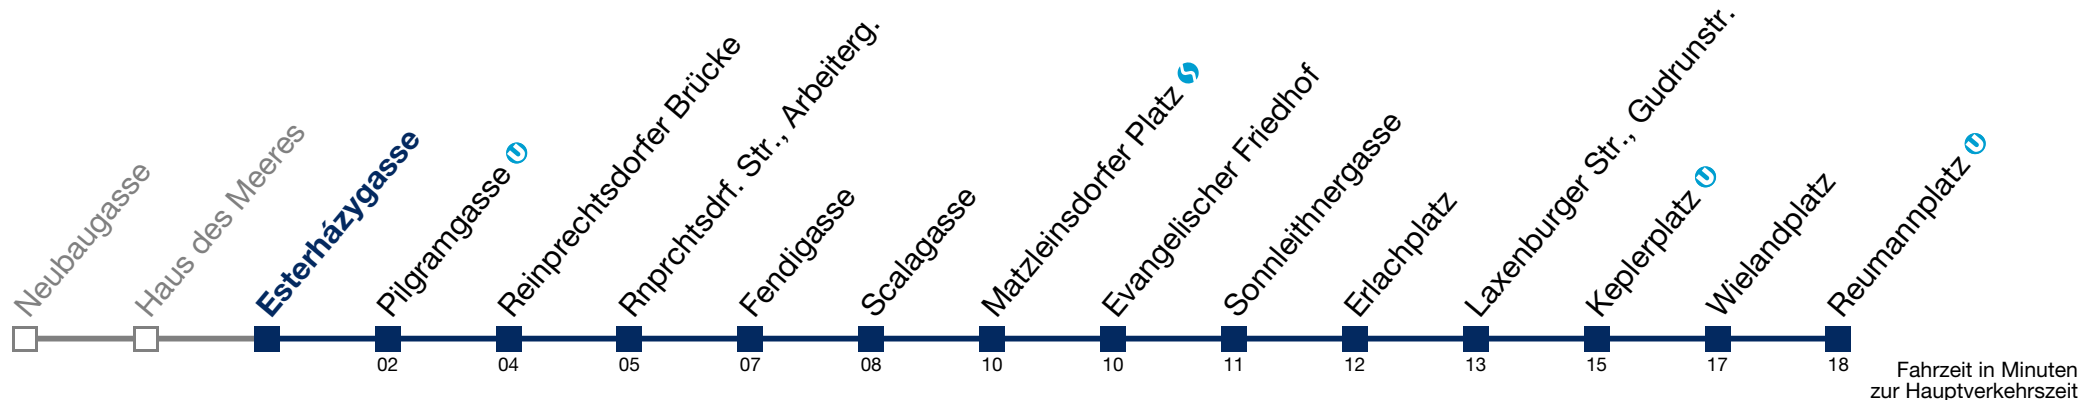 Neubaugasse
Haus des Meeres
Esterházygasse
Pilgramgasse
Reinprechtsdorfer Brücke
Rnprchtsdrf. Str., Arbeiterg.
Fendigasse
Scalagasse
Matzleinsdorfer Platz
Evangelischer Friedhof
Sonnleithnergasse
Erlachplatz
Laxenburger Str., Gudrunstr.
Keplerplatz
Wielandplatz
Reumannplatz
02 04 05 07 08 10 10 11 12 13 15 17 18
Fahrzeit in Minuten
zur Hauptverkehrszeit